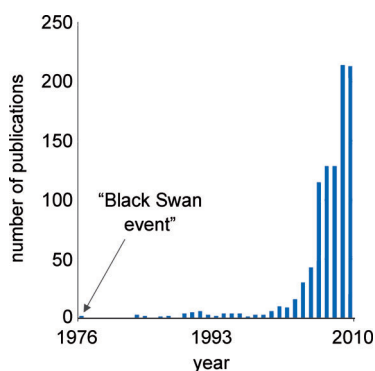 250
200
150
100
50
0
number of publications
“Black Swan
event”
1976
1993
2010
year